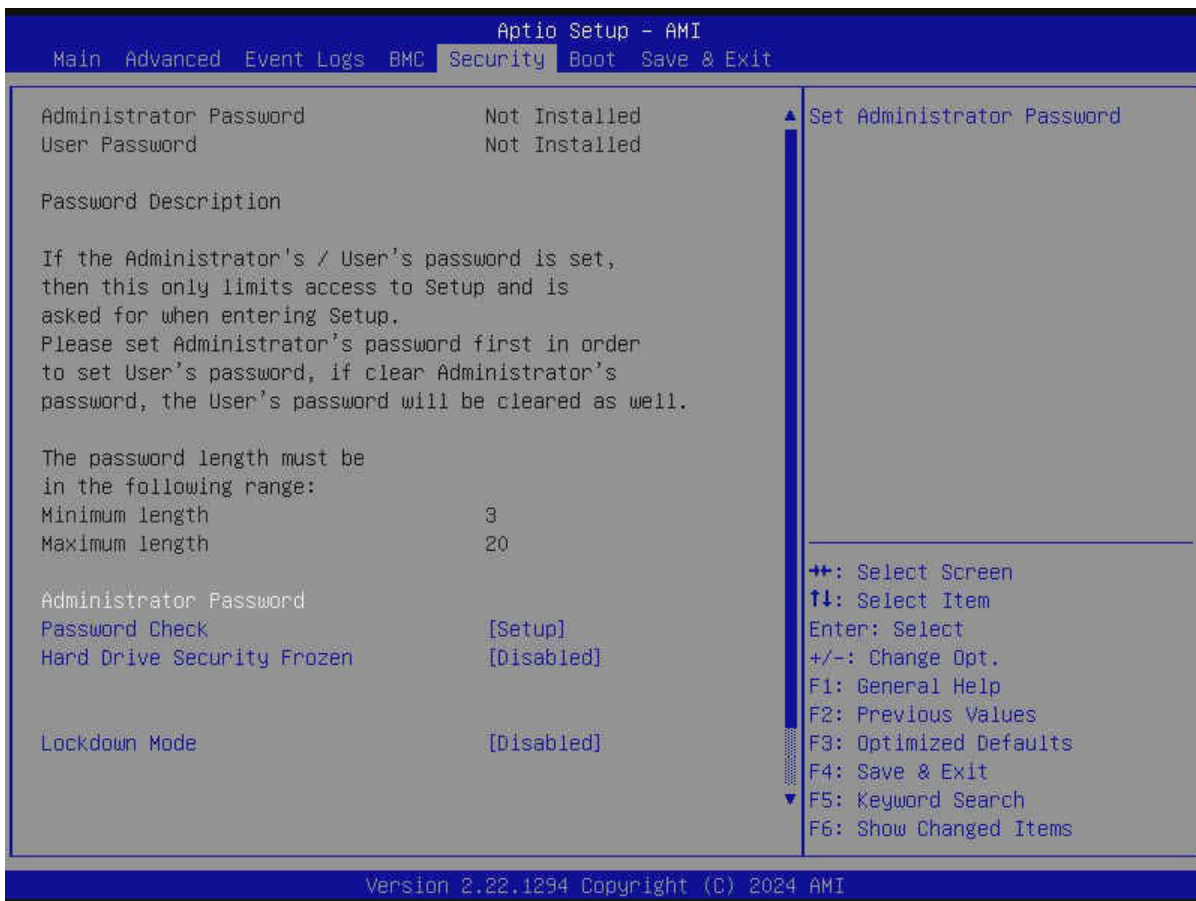 Aptio Setup – AMI
Main Advanced Event Logs BMC Security Boot Save & Exit
Administrator Password Not Installed
User Password Not Installed
Password Description
If the Administrator's / User's password is set,
then this only limits access to Setup and is
asked for when entering Setup.
Please set Administrator's password first in order
to set User's password, if clear Administrator's
password, the User's password will be cleared as well.
The password length must be
in the following range:
Minimum length 3
Maximum length 20
Administrator Password
Password Check [Setup]
Hard Drive Security Frozen [Disabled]
Lockdown Mode [Disabled]
Set Administrator Password
→←: Select Screen
↑↓: Select Item
Enter: Select
+/-: Change Opt.
F1: General Help
F2: Previous Values
F3: Optimized Defaults
F4: Save & Exit
F5: Keyword Search
F6: Show Changed Items
Version 2.22.1294 Copyright (C) 2024 AMI